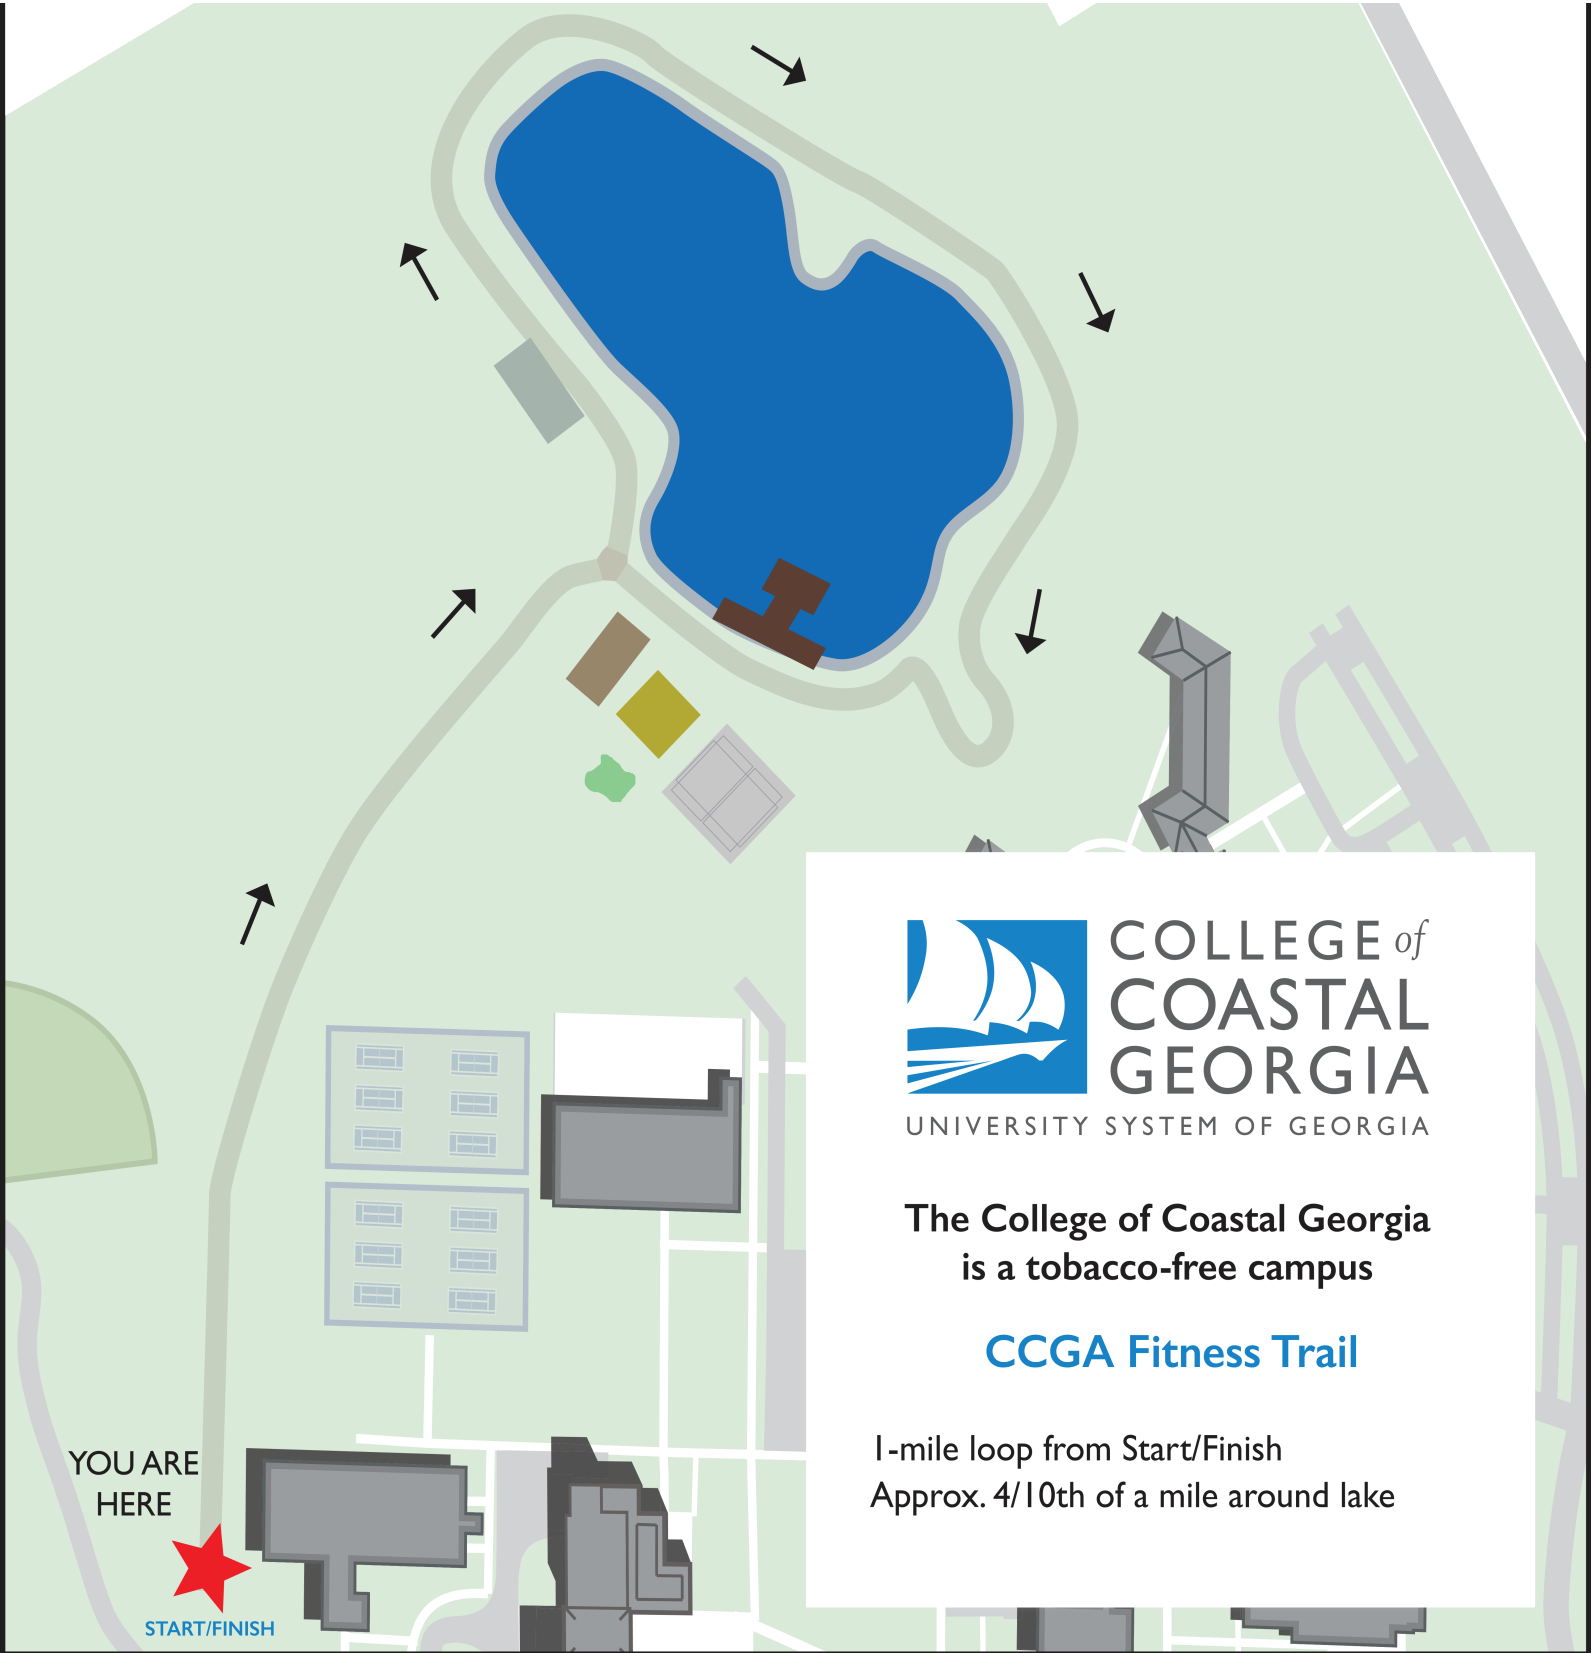 COLLEGE of
COASTAL
GEORGIA
UNIVERSITY SYSTEM OF GEORGIA
The College of Coastal Georgia
is a tobacco-free campus
CCGA Fitness Trail
1-mile loop from Start/Finish
Approx. 4/10th of a mile around lake
YOU ARE
HERE
START/FINISH